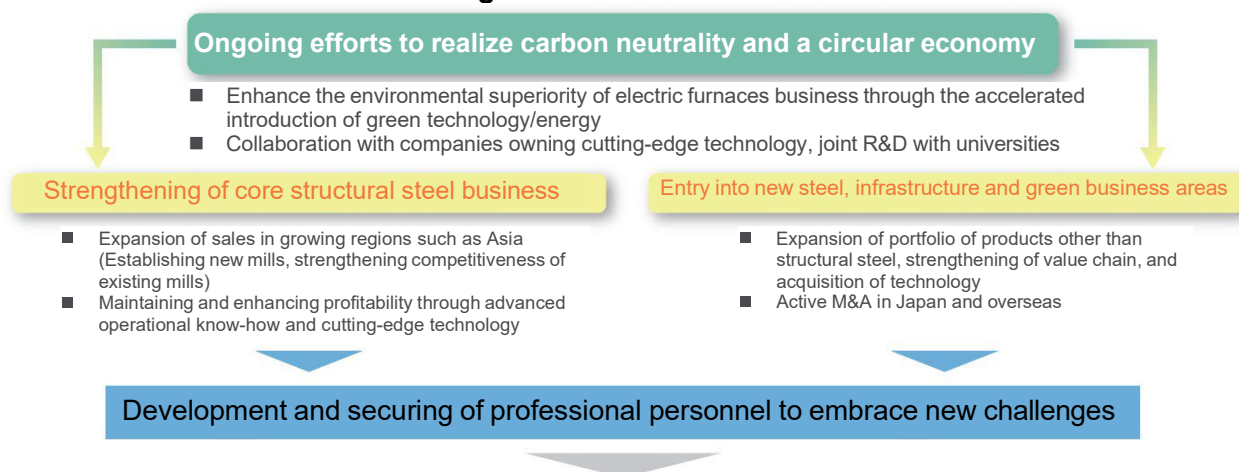 Ongoing efforts to realize carbon neutrality and a circular economy
■ Enhance the environmental superiority of electric furnaces business through the accelerated
introduction of green technology/energy
■ Collaboration with companies owning cutting-edge technology, joint R&D with universities
Strengthening of core structural steel business
■ Expansion of sales in growing regions such as Asia
(Establishing new mills, strengthening competitiveness of
existing mills)
■ Maintaining and enhancing profitability through advanced
operational know-how and cutting-edge technology
Entry into new steel, infrastructure and green business areas
■ Expansion of portfolio of products other than
structural steel, strengthening of value chain, and
acquisition of technology
■ Active M&A in Japan and overseas
Development and securing of professional personnel to embrace new challenges